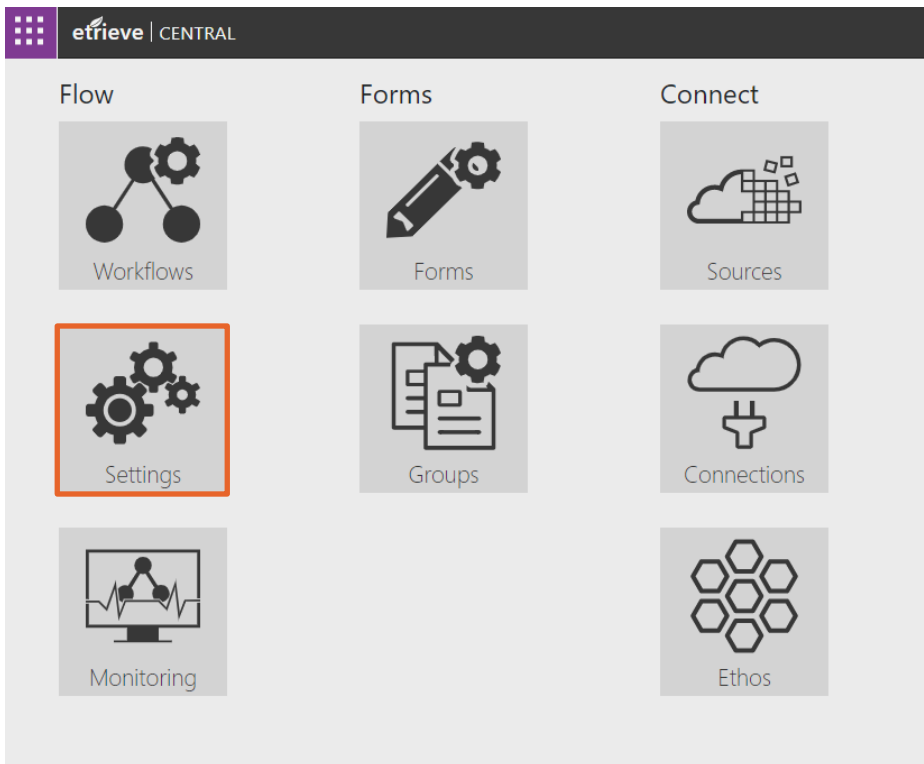 etrieve | CENTRAL
Flow
Forms
Connect
Workflows
Forms
Sources
Settings
Groups
Connections
Monitoring
Ethos